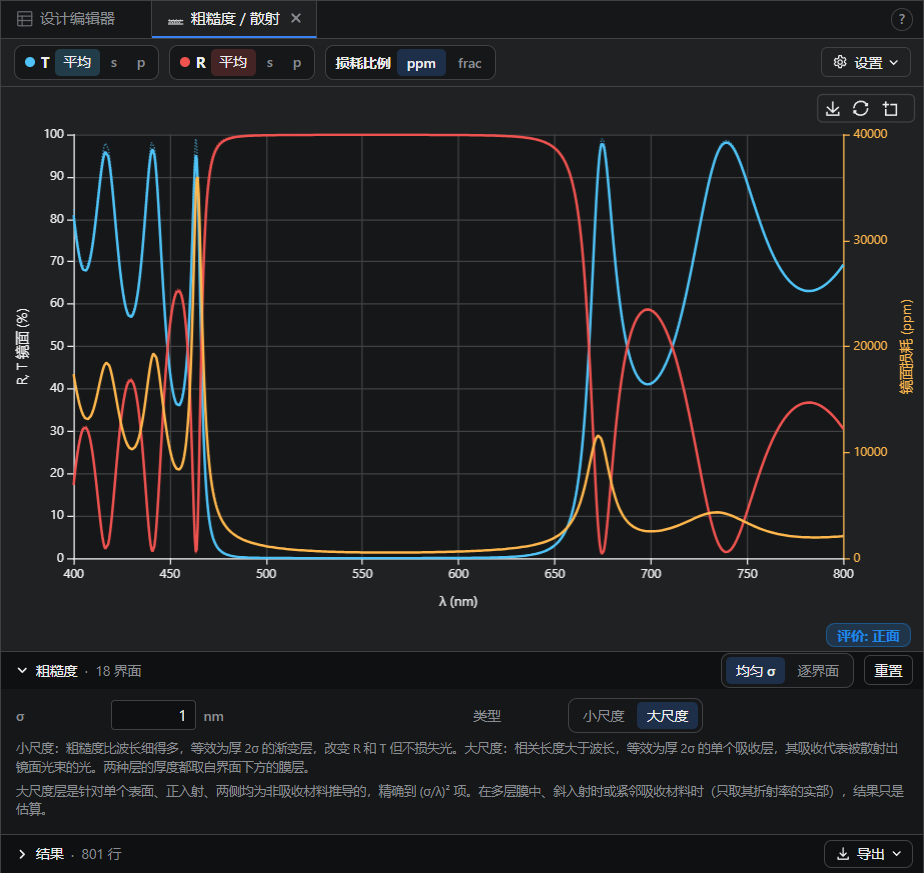 设计编辑器
粗糙度 / 散射 ×
?
T 平均 s p
R 平均 s p
损耗比例 ppm frac
设置
100
90
80
70
60
50
40
30
20
10
0
R, T 镜面 (%)
40000
30000
20000
10000
0
镜面损耗 (ppm)
400 450 500 550 600 650 700 750 800
λ (nm)
评价: 正面
粗糙度 · 18 界面
均匀 σ 逐界面
重置
σ 1 nm
类型 小尺度 大尺度
小尺度：粗糙度比波长细得多，等效为厚 2σ 的渐变层，改变 R 和 T 但不损失光。大尺度：相关长度大于波长，等效为厚 2σ 的单个吸收层，其吸收代表被散射出
镜面光束的光。两种层的厚度都取自界面下方的膜层。
大尺度层是针对单个表面、正入射、两侧均为非吸收材料推导的，精确到 (σ/λ)² 项。在多层膜中、斜入射时或紧邻吸收材料时（只取其折射率的实部），结果只是
估算。
结果 · 801 行
导出